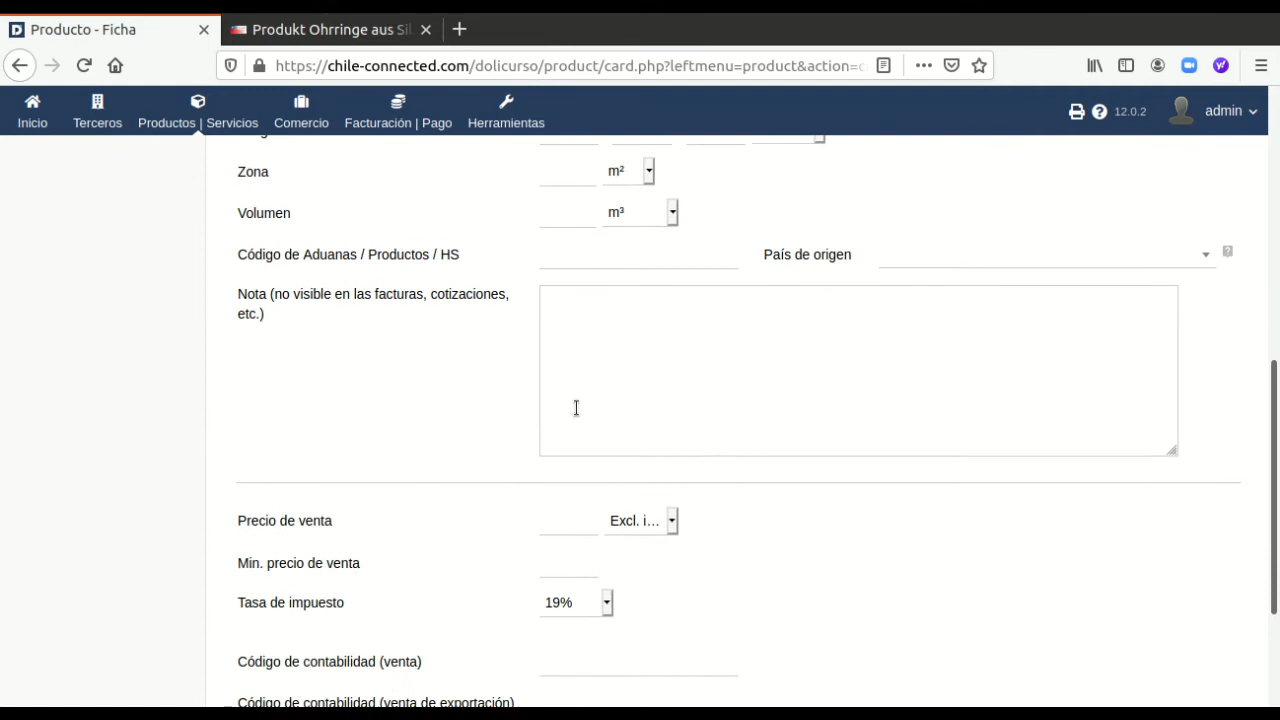 Producto - Ficha
Produkt Ohrringe aus Sil
https://chile-connected.com/dolicurso/product/card.php?leftmenu=product&action=c
Inicio
Terceros
Productos | Servicios
Comercio
Facturación | Pago
Herramientas
12.0.2
admin
Zona
m²
Volumen
m³
Código de Aduanas / Productos / HS
País de origen
Nota (no visible en las facturas, cotizaciones,
etc.)
Precio de venta
Excl. i...
Min. precio de venta
Tasa de impuesto
19%
Código de contabilidad (venta)
Código de contabilidad (venta de exportación)